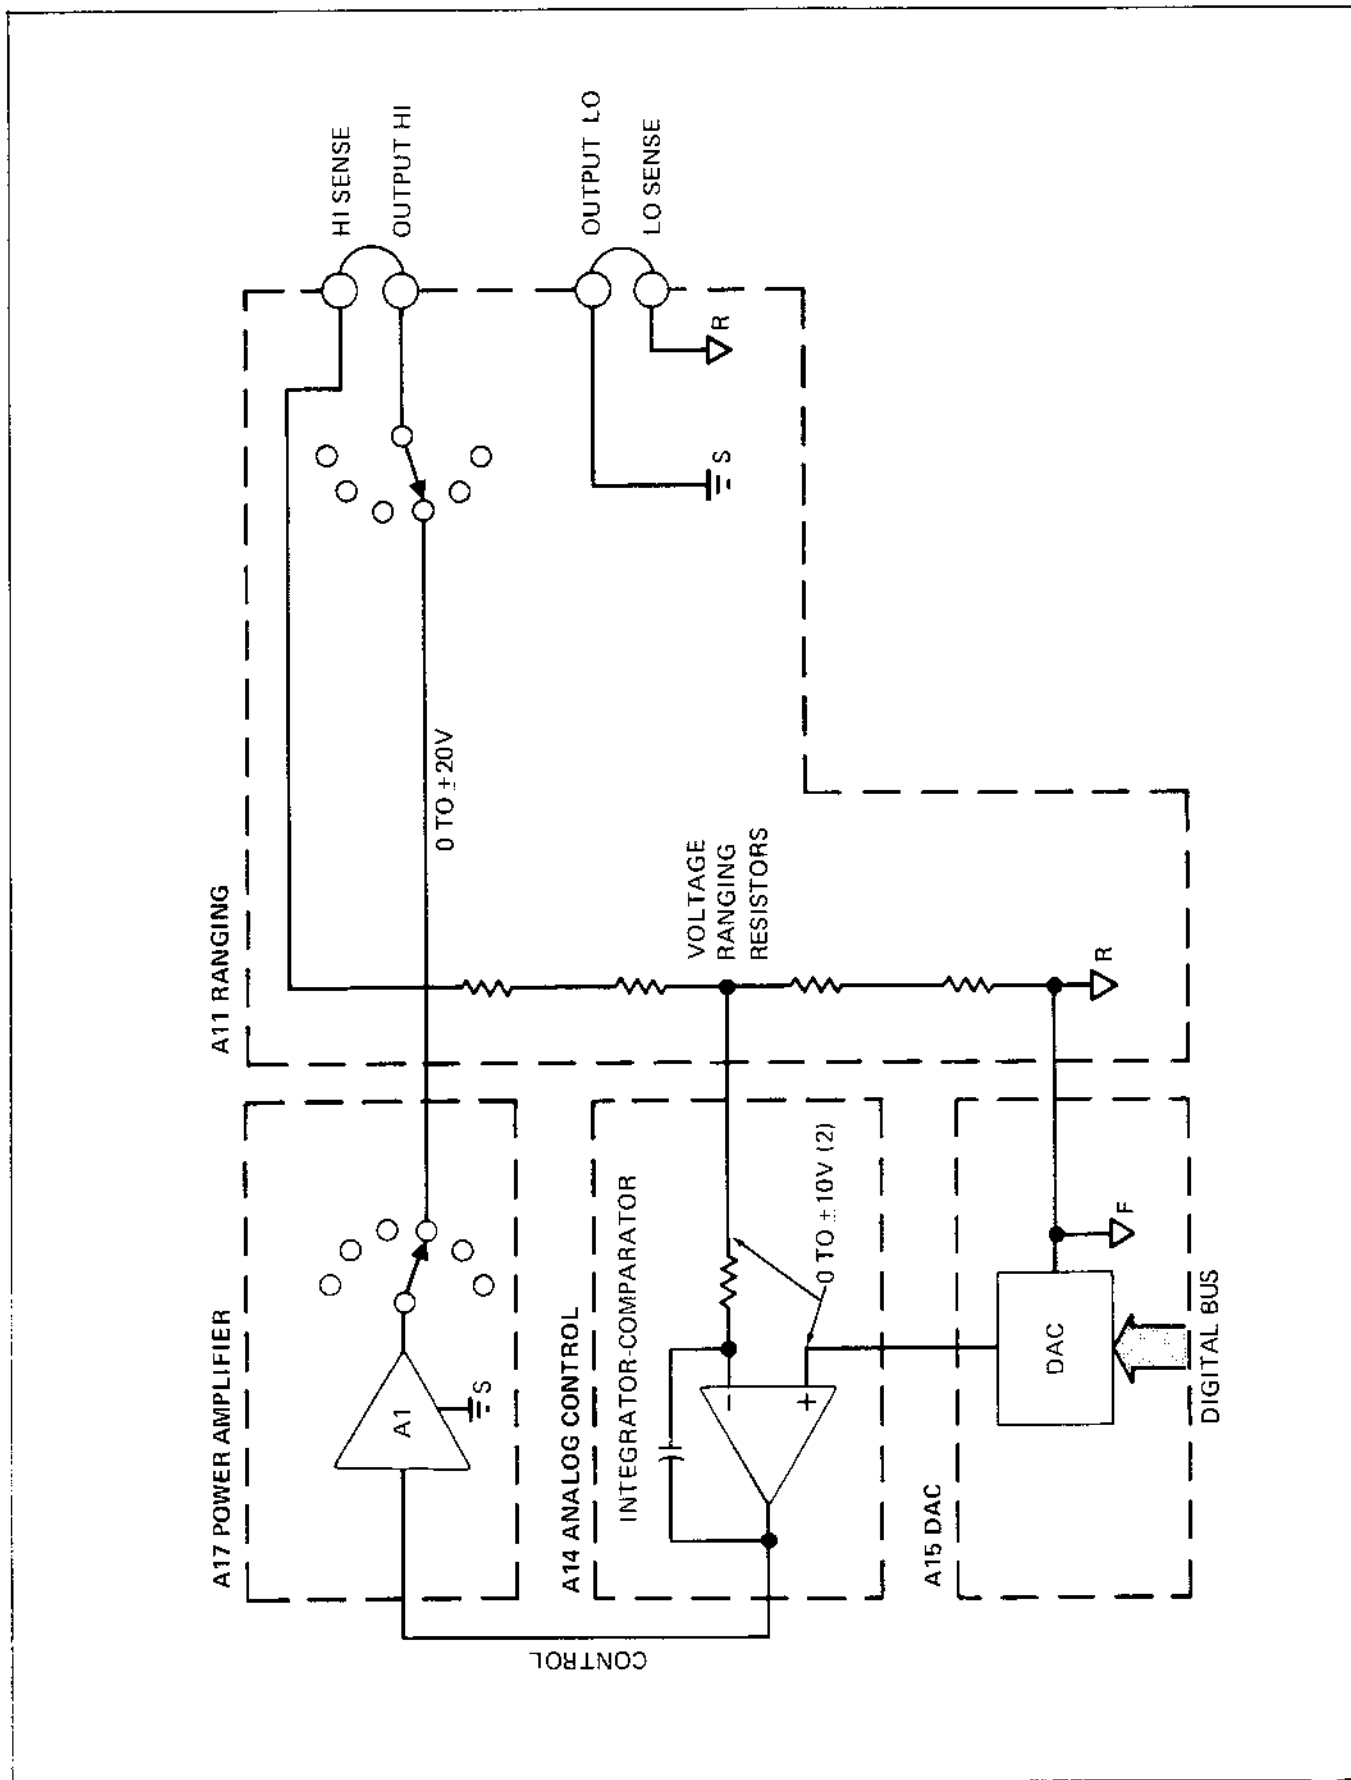 A17 POWER AMPLIFIER
A1
S
A11 RANGING
0 TO ±20V
HI SENSE
OUTPUT HI
OUTPUT LO
LO SENSE
R
S
CONTROL
A14 ANALOG CONTROL
INTEGRATOR-COMPARATOR
-
+
0 TO ±10V (2)
VOLTAGE
RANGING
RESISTORS
R
A15 DAC
DAC
F
DIGITAL BUS